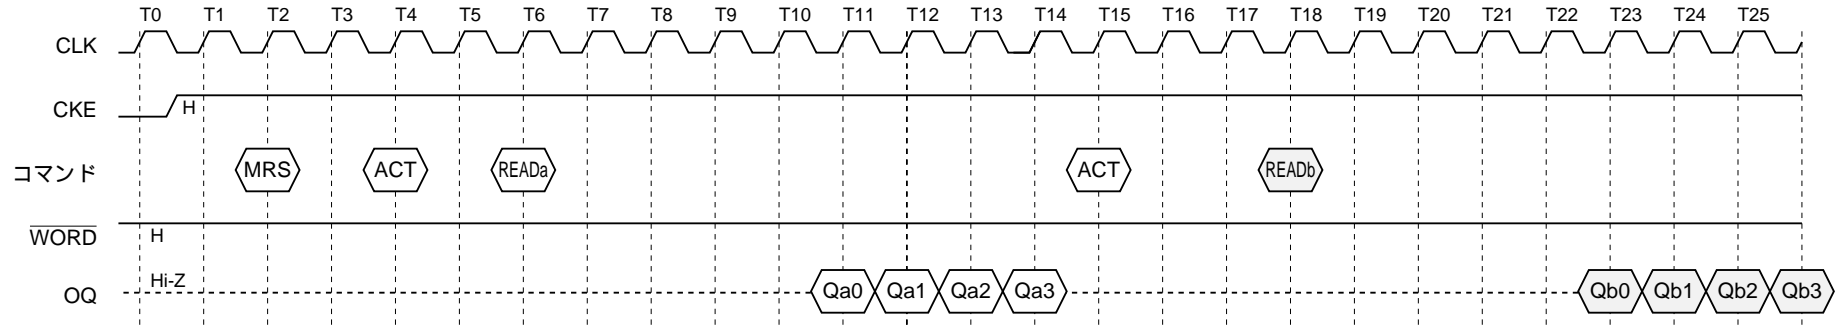 T0 T1 T2 T3 T4 T5 T6 T7 T8 T9 T10 T11 T12 T13 T14 T15 T16 T17 T18 T19 T20 T21 T22 T23 T24 T25
CLK
CKE H
コマンド MRS ACT READa ACT READb
WORD H
OQ Hi-Z Qa0 Qa1 Qa2 Qa3 Qb0 Qb1 Qb2 Qb3